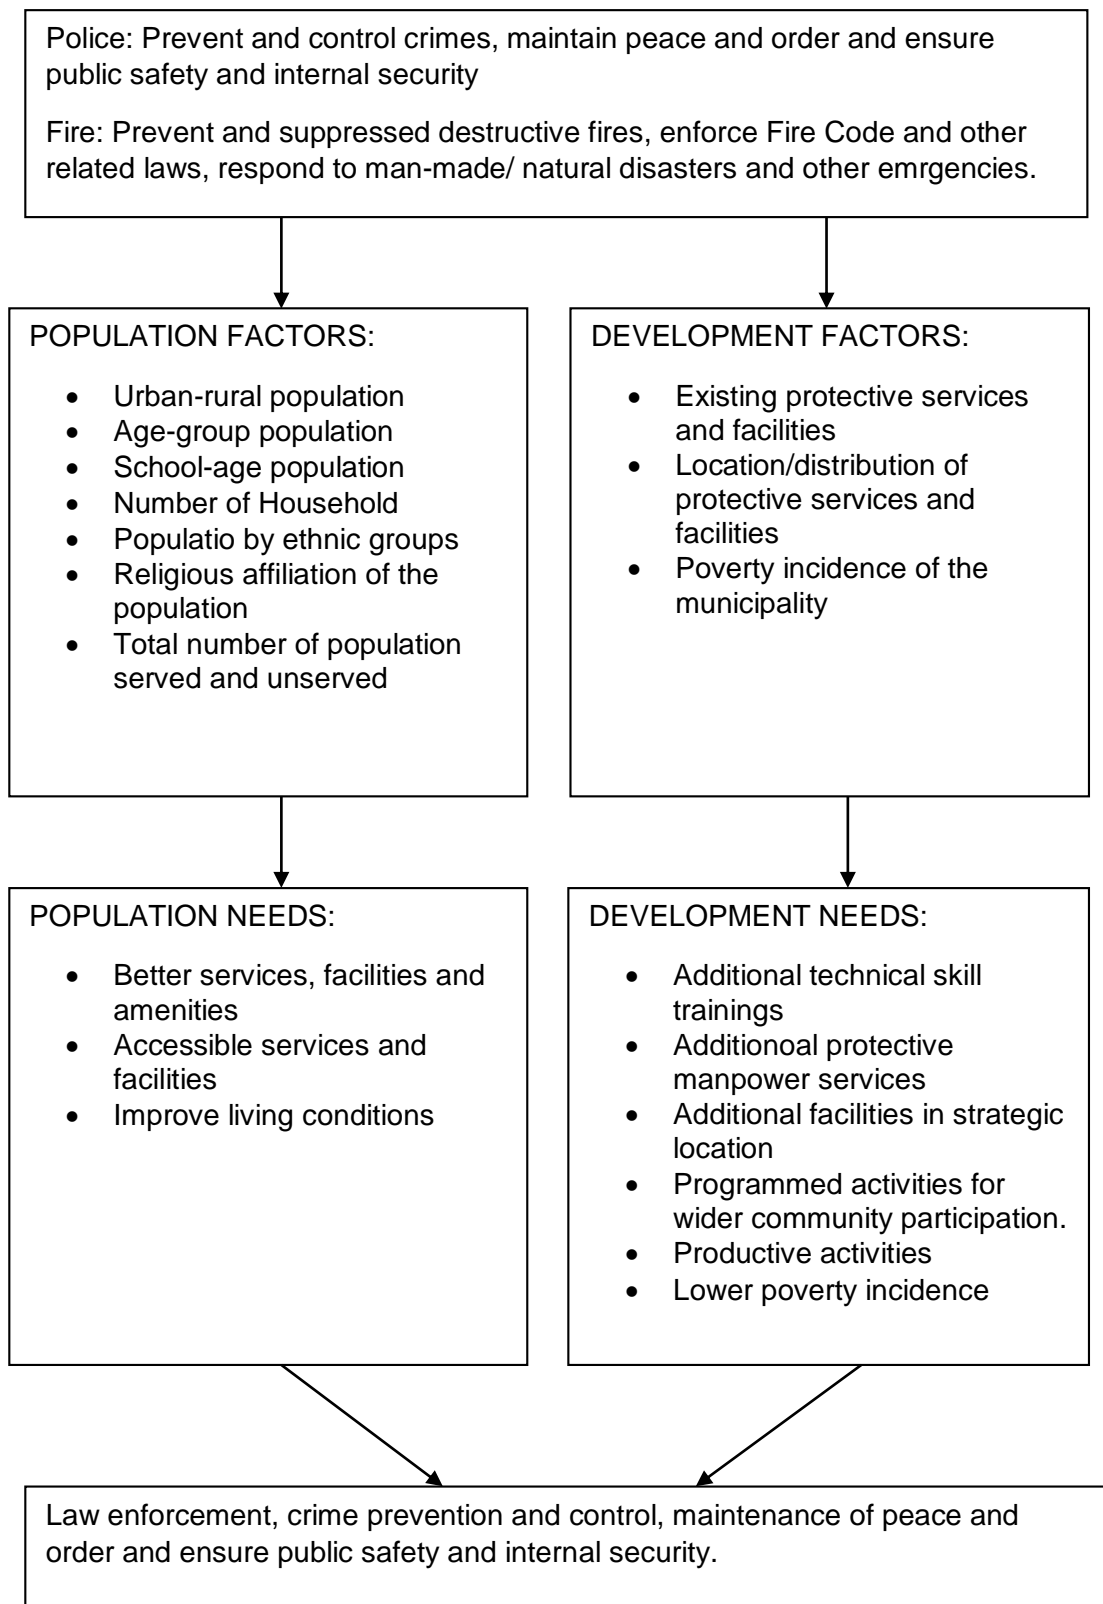 Police: Prevent and control crimes, maintain peace and order and ensure
public safety and internal security
Fire: Prevent and suppressed destructive fires, enforce Fire Code and other
related laws, respond to man-made/ natural disasters and other emrgencies.
POPULATION FACTORS:
• Urban-rural population
• Age-group population
• School-age population
• Number of Household
• Populatio by ethnic groups
• Religious affiliation of the
population
• Total number of population
served and unserved
DEVELOPMENT FACTORS:
• Existing protective services
and facilities
• Location/distribution of
protective services and
facilities
• Poverty incidence of the
municipality
POPULATION NEEDS:
• Better services, facilities and
amenities
• Accessible services and
facilities
• Improve living conditions
DEVELOPMENT NEEDS:
• Additional technical skill
trainings
• Additionoal protective
manpower services
• Additional facilities in strategic
location
• Programmed activities for
wider community participation.
• Productive activities
• Lower poverty incidence
Law enforcement, crime prevention and control, maintenance of peace and
order and ensure public safety and internal security.